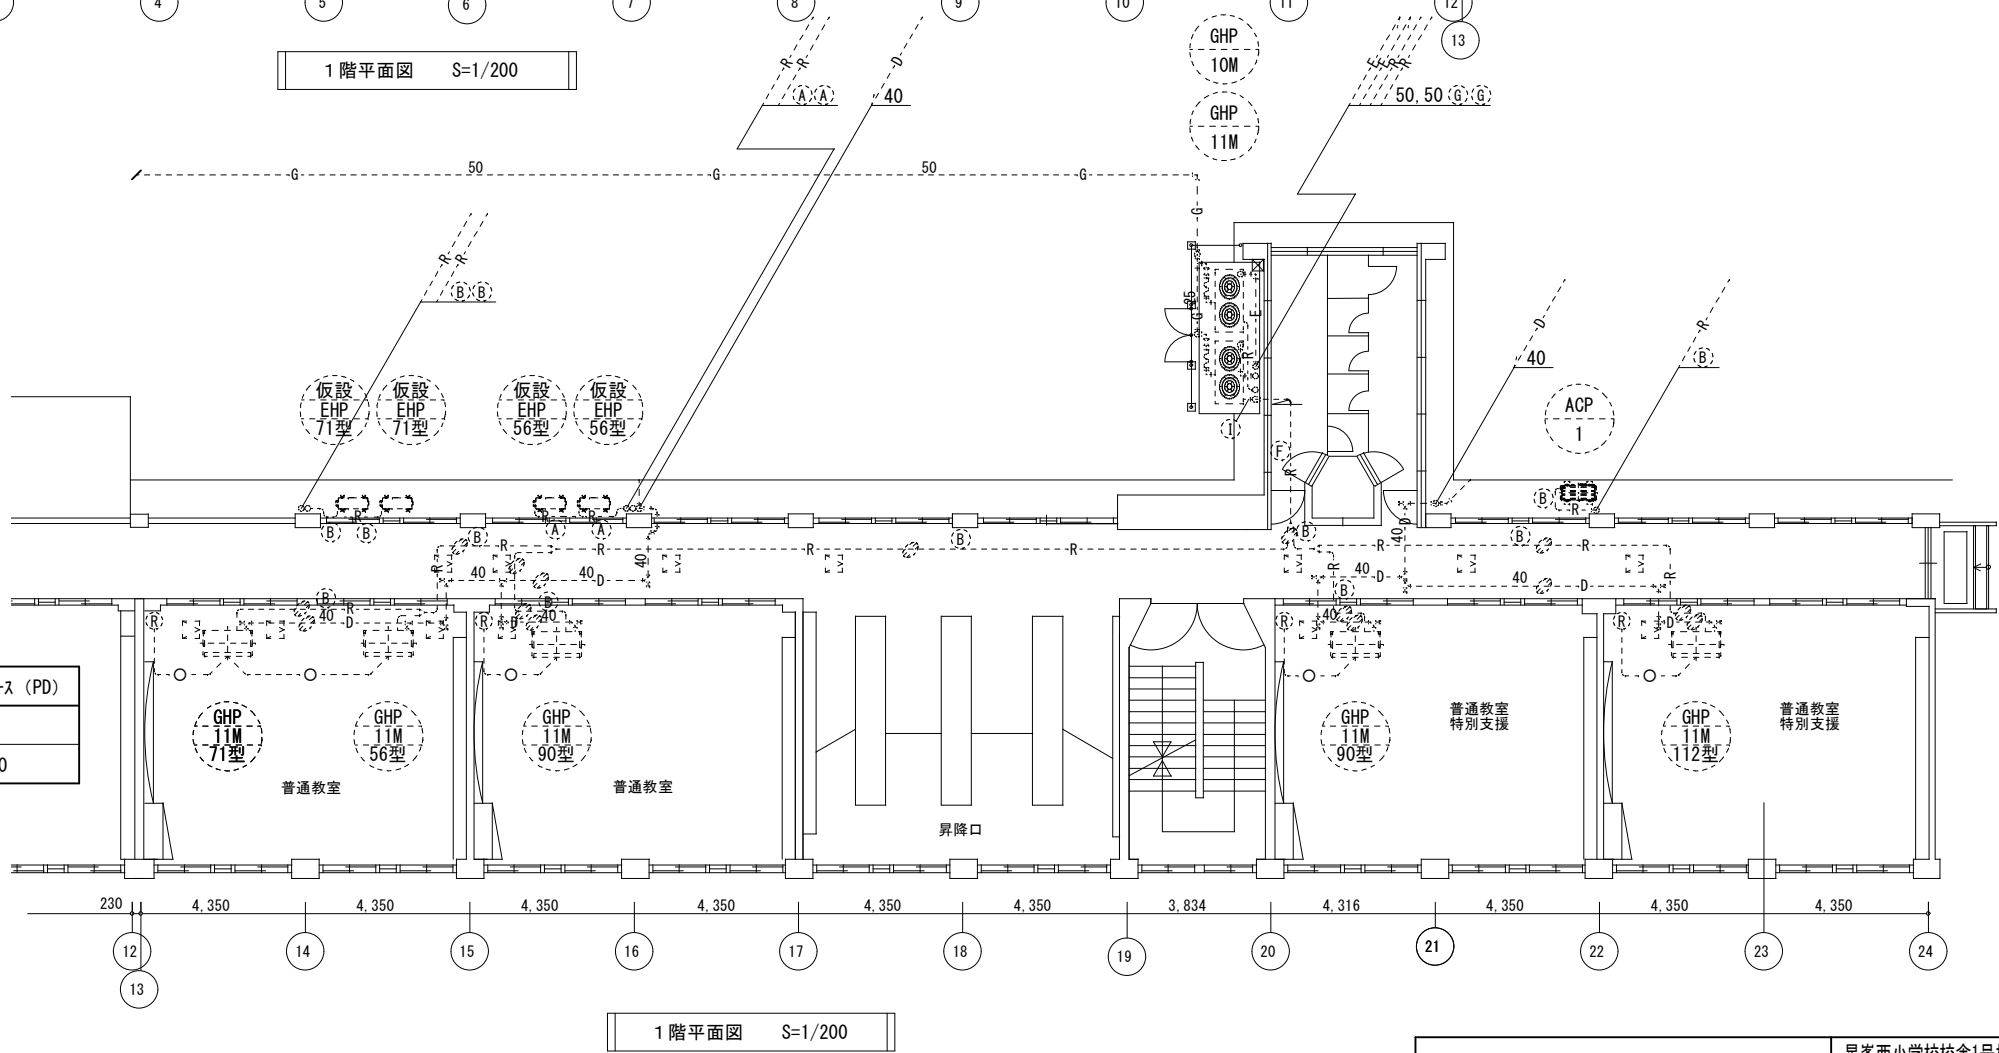 4 5 6 7 8 9 10 11 12
13
1階平面図 S=1/200
R R
Ⓐ Ⓐ
D
40
GHP
10M
GHP
11M
E E R R
50,50 Ⓖ Ⓖ
G 50 G 50 G
G
R R
Ⓑ Ⓑ
仮設
EHP
71型
仮設
EHP
71型
仮設
EHP
56型
仮設
EHP
56型
25
G
E
R
I
F
R
D
40
R
Ⓑ
ACP
1
B
R
R R R
B B A A
B R R R R B B R B R
R 40 40 D 40 R 40 D 40 D R
D
B R 40 D
B D 40
B 40
D
R R R R
(PD)
0
GHP
11M
71型
GHP
11M
56型
GHP
11M
90型
GHP
11M
90型
GHP
11M
112型
普通教室
特別支援
普通教室
特別支援
普通教室
普通教室
昇降口
230 4,350 4,350 4,350 4,350 4,350 4,350 3,834 4,316 4,350 4,350 4,350
12 14 15 16 17 18 19 20 21 22 23 24
13
1階平面図 S=1/200